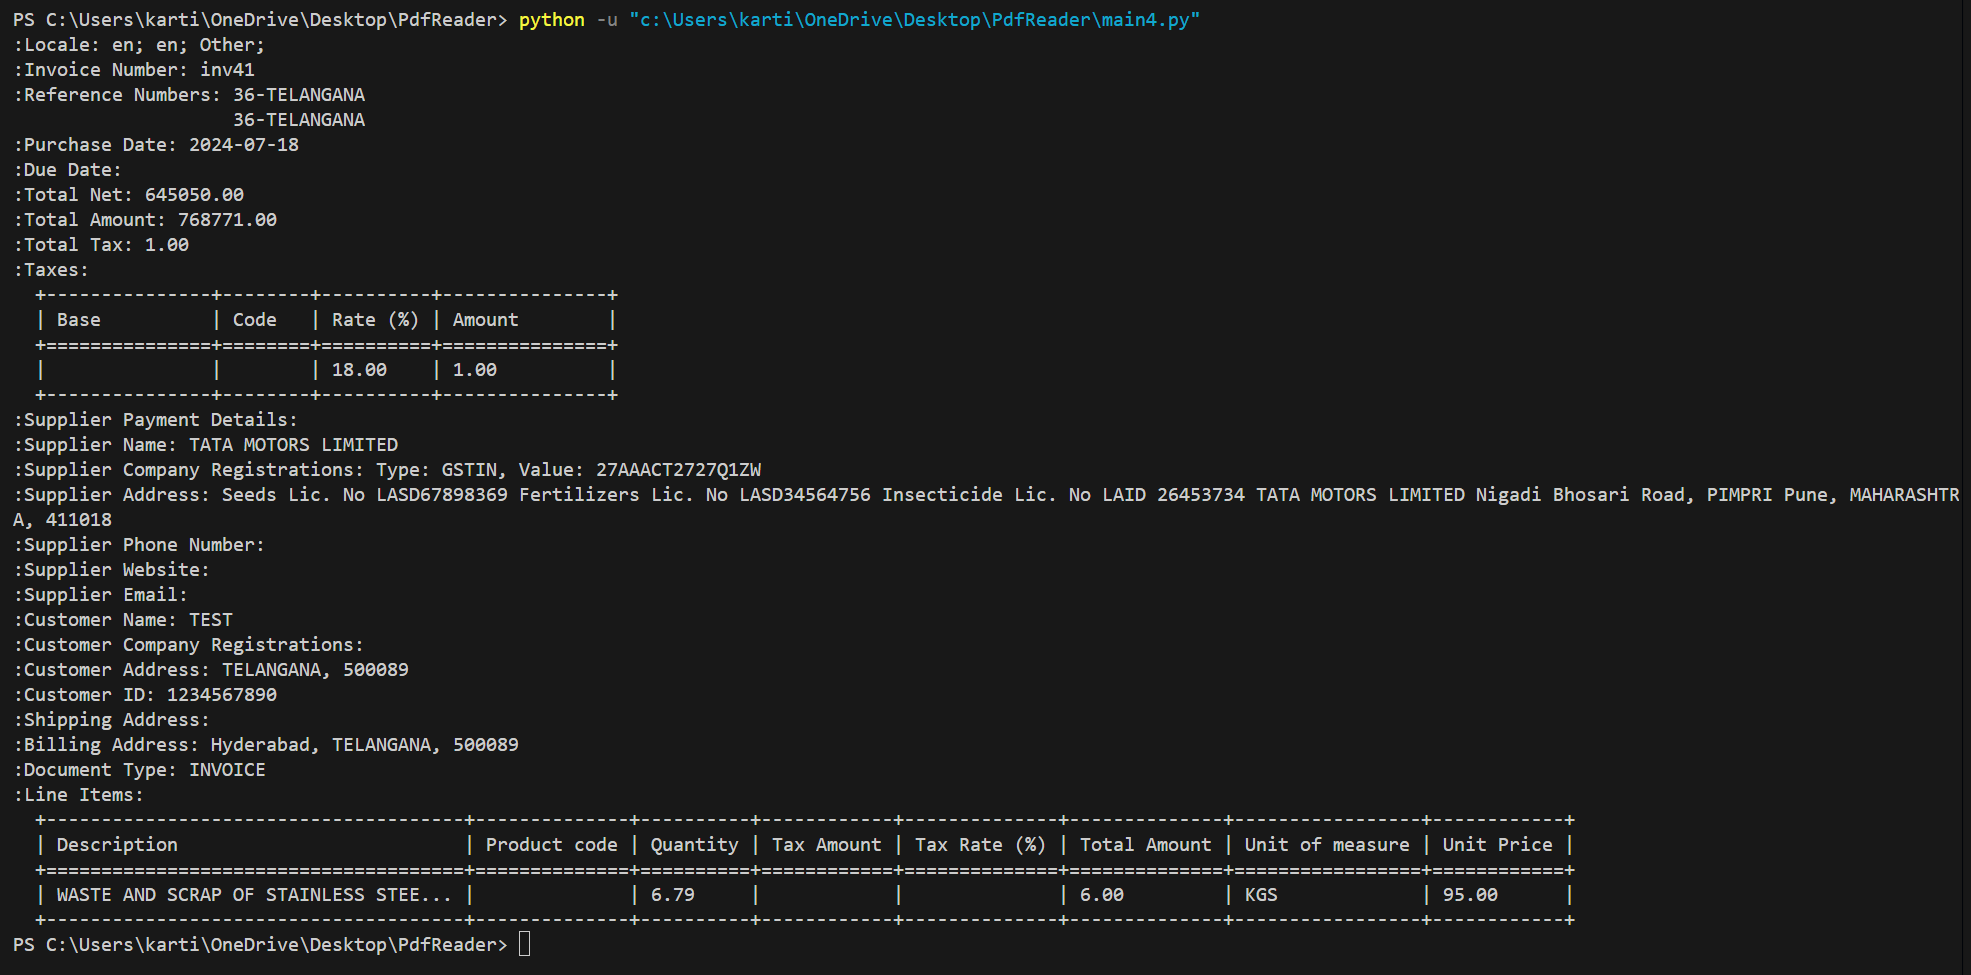 PS C:\Users\karti\OneDrive\Desktop\PdfReader> python -u "c:\Users\karti\OneDrive\Desktop\PdfReader\main4.py"
:Locale: en; en; Other;
:Invoice Number: inv41
:Reference Numbers: 36-TELANGANA
                    36-TELANGANA
:Purchase Date: 2024-07-18
:Due Date:
:Total Net: 645050.00
:Total Amount: 768771.00
:Total Tax: 1.00
:Taxes:
  +---------------+--------+----------+---------------+
  | Base          | Code   | Rate (%) | Amount        |
  +===============+========+==========+===============+
  |               |        | 18.00    | 1.00          |
  +---------------+--------+----------+---------------+
:Supplier Payment Details:
:Supplier Name: TATA MOTORS LIMITED
:Supplier Company Registrations: Type: GSTIN, Value: 27AAACT2727Q1ZW
:Supplier Address: Seeds Lic. No LASD67898369 Fertilizers Lic. No LASD34564756 Insecticide Lic. No LAID 26453734 TATA MOTORS LIMITED Nigadi Bhosari Road, PIMPRI Pune, MAHARASHTR
A, 411018
:Supplier Phone Number:
:Supplier Website:
:Supplier Email:
:Customer Name: TEST
:Customer Company Registrations:
:Customer Address: TELANGANA, 500089
:Customer ID: 1234567890
:Shipping Address:
:Billing Address: Hyderabad, TELANGANA, 500089
:Document Type: INVOICE
:Line Items:
  +--------------------------------------+--------------+----------+------------+--------------+--------------+-----------------+------------+
  | Description                          | Product code | Quantity | Tax Amount | Tax Rate (%) | Total Amount | Unit of measure | Unit Price |
  +======================================+==============+==========+============+==============+==============+=================+============+
  | WASTE AND SCRAP OF STAINLESS STEE... |              | 6.79     |            |              | 6.00         | KGS             | 95.00      |
  +--------------------------------------+--------------+----------+------------+--------------+--------------+-----------------+------------+
PS C:\Users\karti\OneDrive\Desktop\PdfReader>